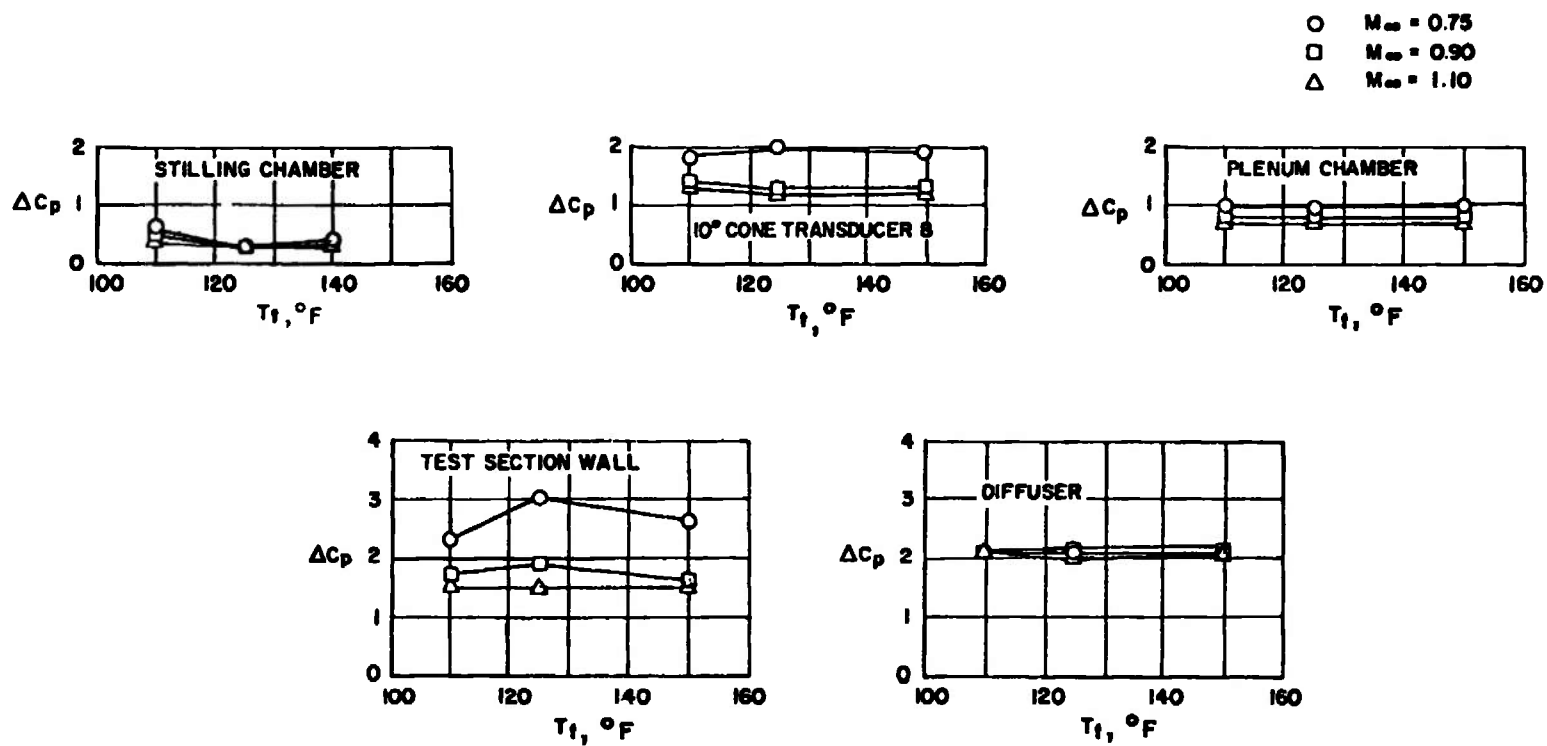 M∞ = 0.75
M∞ = 0.90
M∞ = 1.10
STILLING CHAMBER
2
ΔCp 1
0
100 120 140 160
Tt, °F
10° CONE TRANSDUCER 8
2
ΔCp 1
0
100 120 140 160
Tt, °F
PLENUM CHAMBER
2
ΔCp 1
0
100 120 140 160
Tt, °F
TEST SECTION WALL
4
3
ΔCp 2
1
0
100 120 140 160
Tt, °F
DIFFUSER
4
3
ΔCp 2
1
0
100 120 140 160
Tt, °F